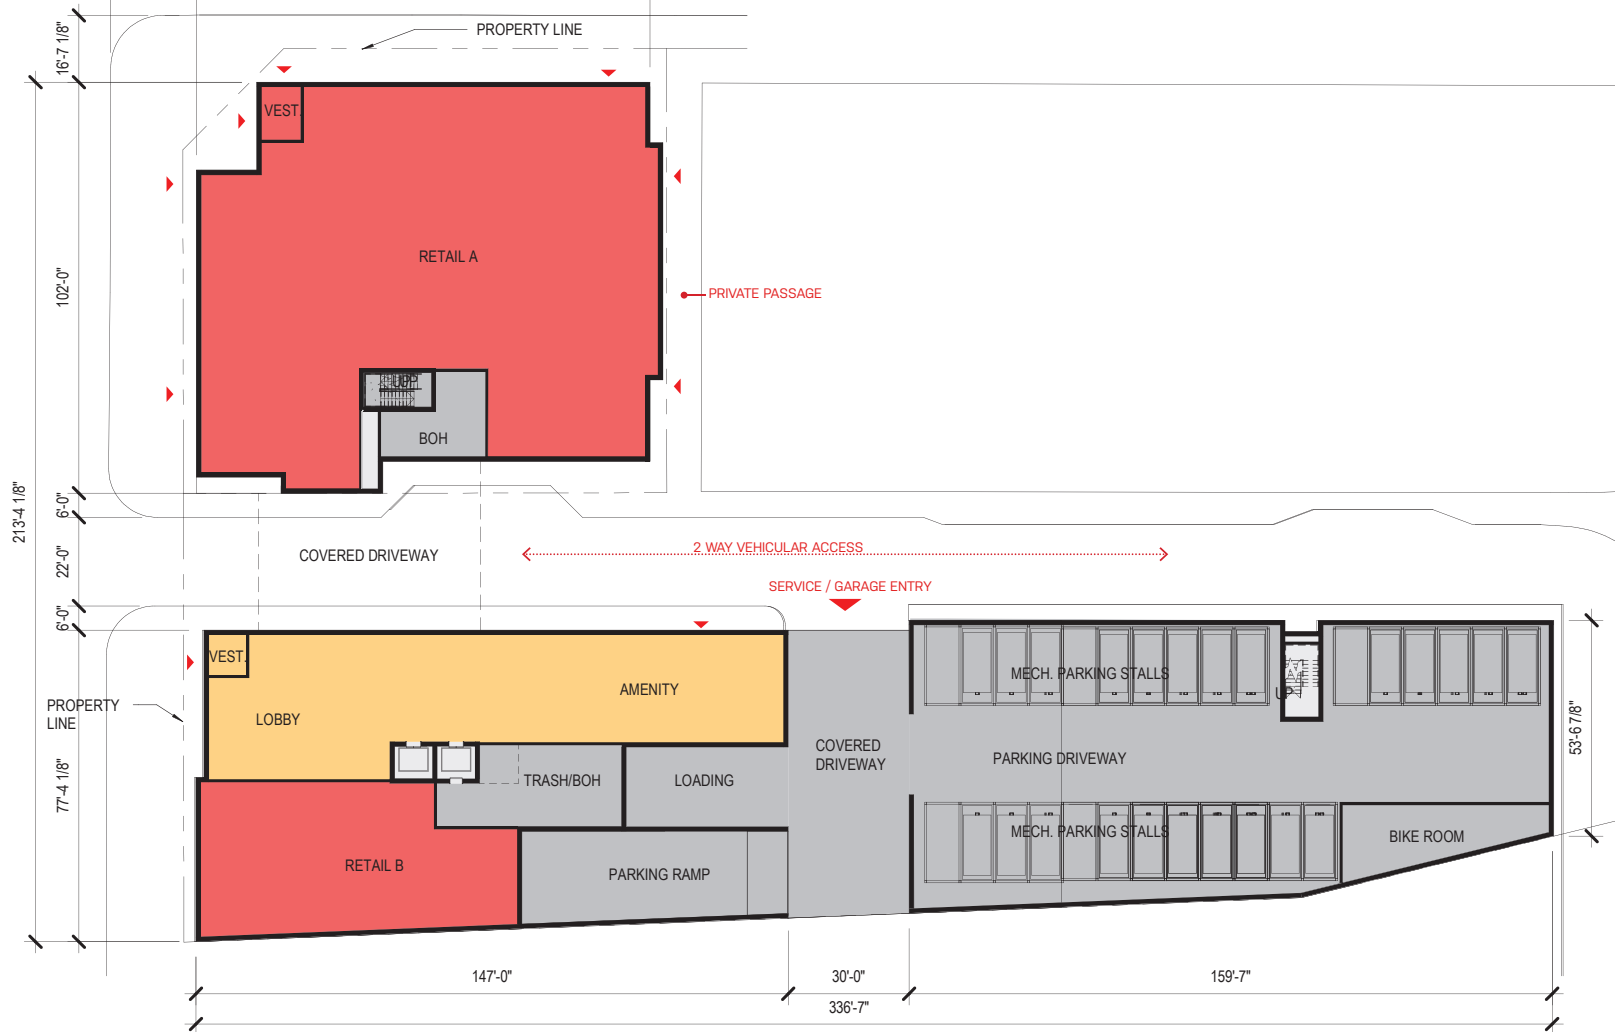 PROPERTY LINE
16'-7 1/8"
VEST.
RETAIL A
102'-0"
PRIVATE PASSAGE
UP
BOH
213'-4 1/8"
6'-0"
22'-0"
COVERED DRIVEWAY
2 WAY VEHICULAR ACCESS
SERVICE / GARAGE ENTRY
6'-0"
VEST.
AMENITY
LOBBY
PROPERTY
LINE
MECH. PARKING STALLS
UP
53'-6 7/8"
COVERED
DRIVEWAY
PARKING DRIVEWAY
TRASH/BOH
LOADING
77'-4 1/8"
MECH. PARKING STALLS
BIKE ROOM
RETAIL B
PARKING RAMP
147'-0"
30'-0"
159'-7"
336'-7"